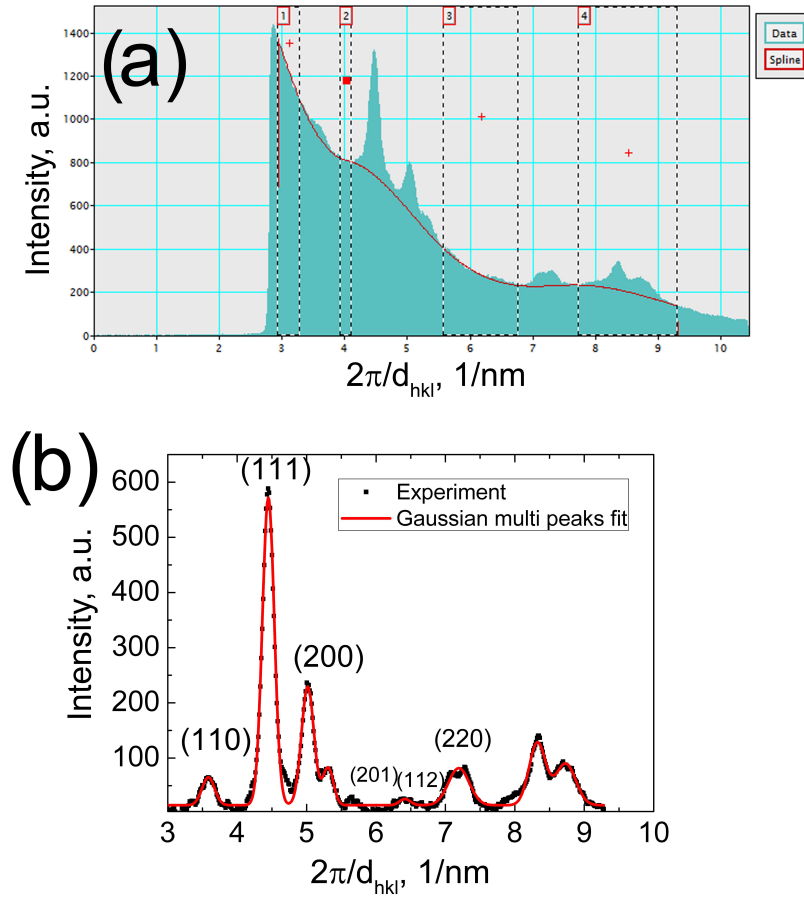 (a)
1 2 3 4
Data
Spline
1400
1200
1000
800
600
400
200
0
0 1 2 3 4 5 6 7 8 9 10
Intensity, a.u.
2π/d_hkl, 1/nm
(b)
(111)
Experiment
Gaussian multi peaks fit
(200)
(110)
(220)
(201) (112)
600
500
400
300
200
100
3 4 5 6 7 8 9 10
Intensity, a.u.
2π/d_hkl, 1/nm